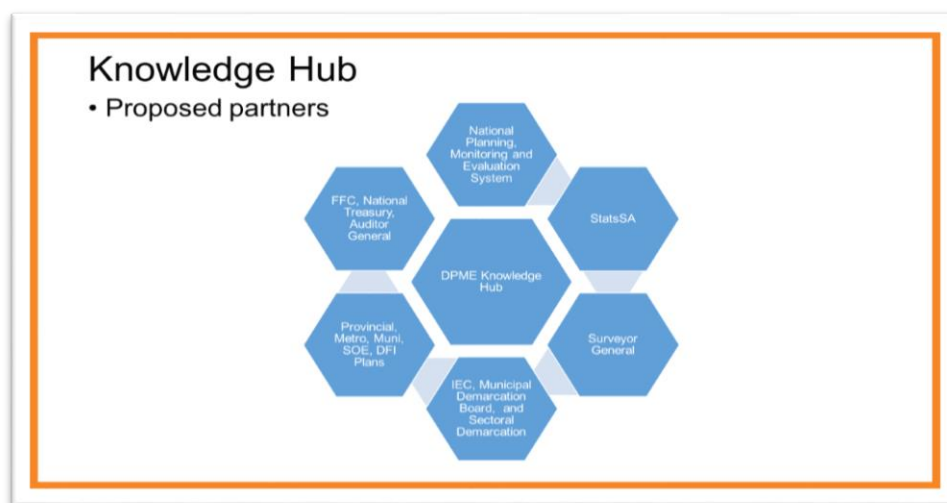 Knowledge Hub
• Proposed partners
National
Planning,
Monitoring and
Evaluation
System
FFC, National
Treasury,
Auditor
General
StatsSA
DPME Knowledge
Hub
Provincial,
Metro, Muni,
SOE, DFI
Plans
Surveyor
General
IEC, Municipal
Demarcation
Board, and
Sectoral
Demarcation